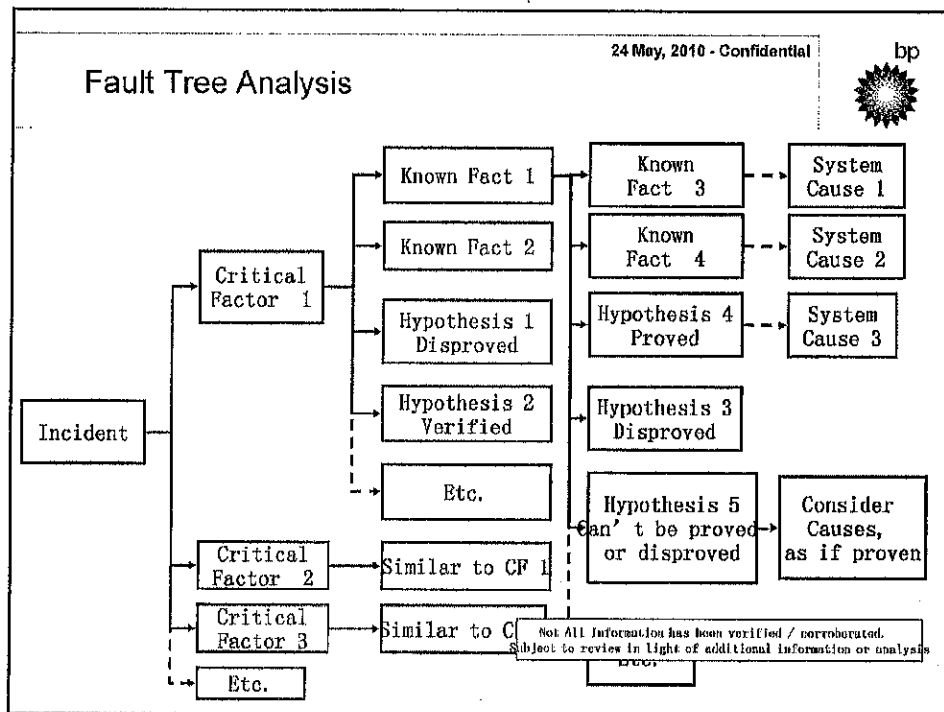 24 May, 2010 - Confidential
bp
Fault Tree Analysis
Incident
Critical
Factor 1
Critical
Factor 2
Critical
Factor 3
Etc.
Known Fact 1
Known Fact 2
Hypothesis 1
Disproved
Hypothesis 2
Verified
Etc.
Similar to CF 1
Similar to C
Known
Fact 3
Known
Fact 4
Hypothesis 4
Proved
Hypothesis 3
Disproved
Hypothesis 5
Can't be proved
or disproved
Etc.
System
Cause 1
System
Cause 2
System
Cause 3
Consider
Causes,
as if proven
Not All Information has been verified / corroborated.
Subject to review in light of additional information or analysis